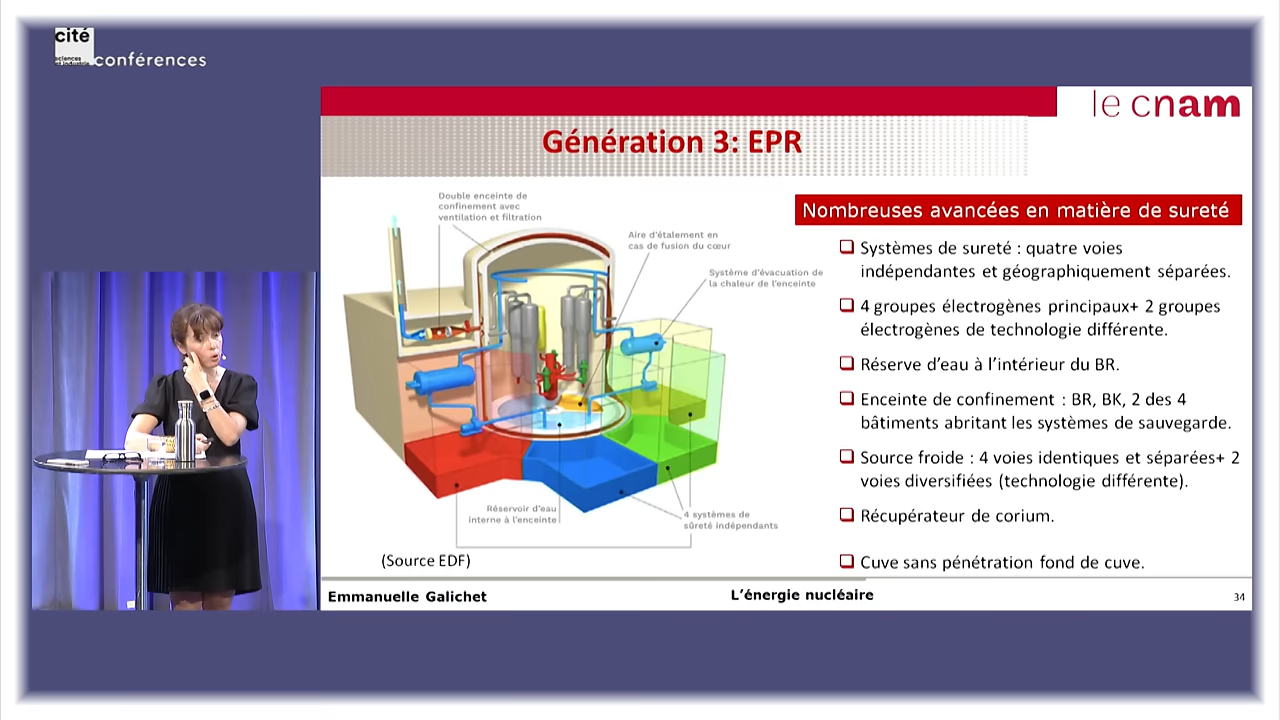 cité
sciences
et industrie
conférences
le cnam
Génération 3: EPR
Double enceinte de
confinement avec
ventilation et filtration
Aire d'étalement en
cas de fusion du cœur
Système d'évacuation de
la chaleur de l'enceinte
Réservoir d'eau
interne à l'enceinte
4 systèmes de
sûreté indépendants
(Source EDF)
Nombreuses avancées en matière de sureté
Systèmes de sureté : quatre voies
indépendantes et géographiquement séparées.
4 groupes électrogènes principaux+ 2 groupes
électrogènes de technologie différente.
Réserve d'eau à l'intérieur du BR.
Enceinte de confinement : BR, BK, 2 des 4
bâtiments abritant les systèmes de sauvegarde.
Source froide : 4 voies identiques et séparées+ 2
voies diversifiées (technologie différente).
Récupérateur de corium.
Cuve sans pénétration fond de cuve.
Emmanuelle Galichet
L'énergie nucléaire
34